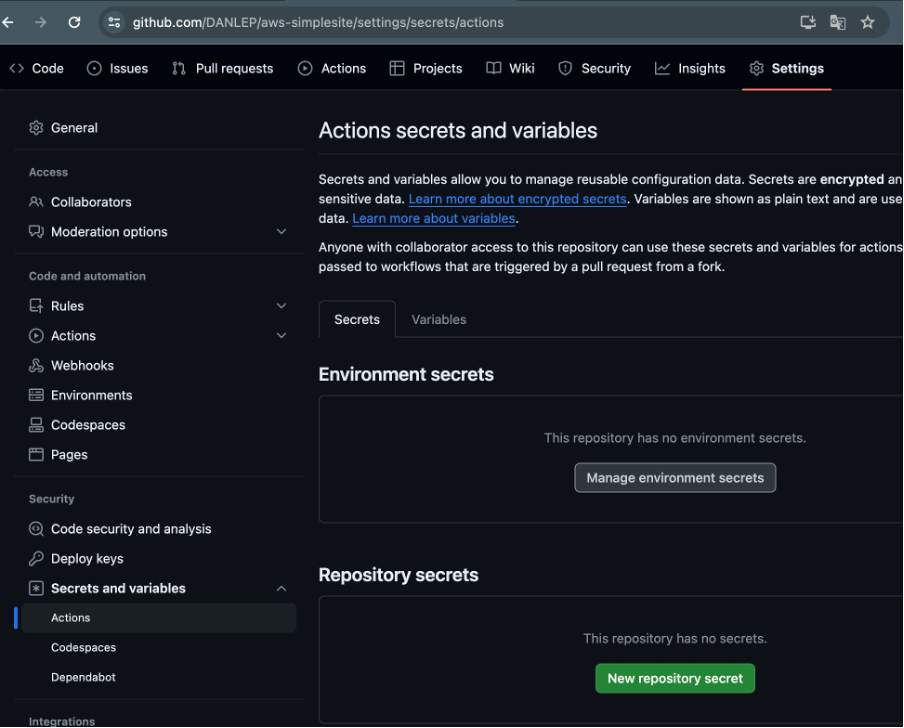 github.com/DANLEP/aws-simplesite/settings/secrets/actions
Code Issues Pull requests Actions Projects Wiki Security Insights Settings
General
Access
Collaborators
Moderation options
Code and automation
Rules
Actions
Webhooks
Environments
Codespaces
Pages
Security
Code security and analysis
Deploy keys
Secrets and variables
Actions
Codespaces
Dependabot
Integrations
Actions secrets and variables
Secrets and variables allow you to manage reusable configuration data. Secrets are encrypted an
sensitive data. Learn more about encrypted secrets. Variables are shown as plain text and are use
data. Learn more about variables.
Anyone with collaborator access to this repository can use these secrets and variables for actions
passed to workflows that are triggered by a pull request from a fork.
Secrets Variables
Environment secrets
This repository has no environment secrets.
Manage environment secrets
Repository secrets
This repository has no secrets.
New repository secret